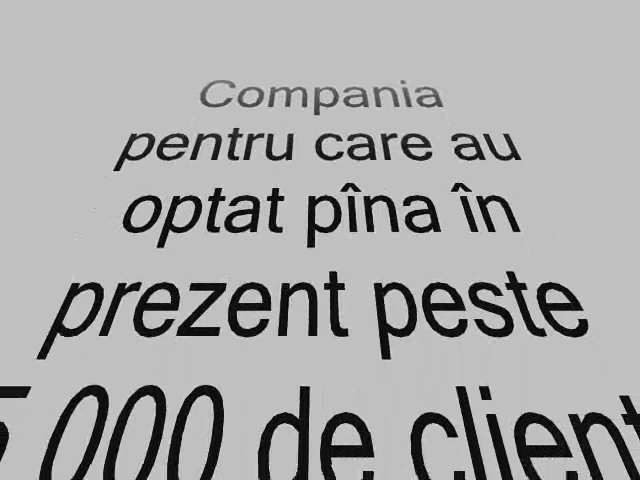 Compania
pentru care au
optat pîna în
prezent peste
5 000 de client